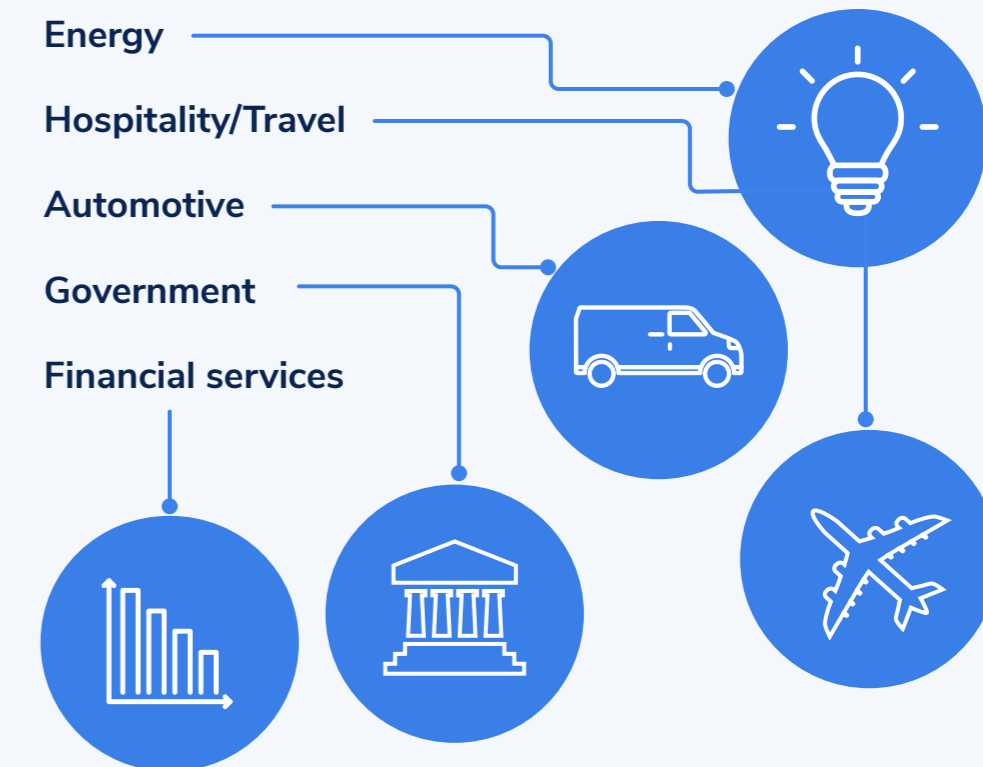 Energy
Hospitality/Travel
Automotive
Government
Financial services